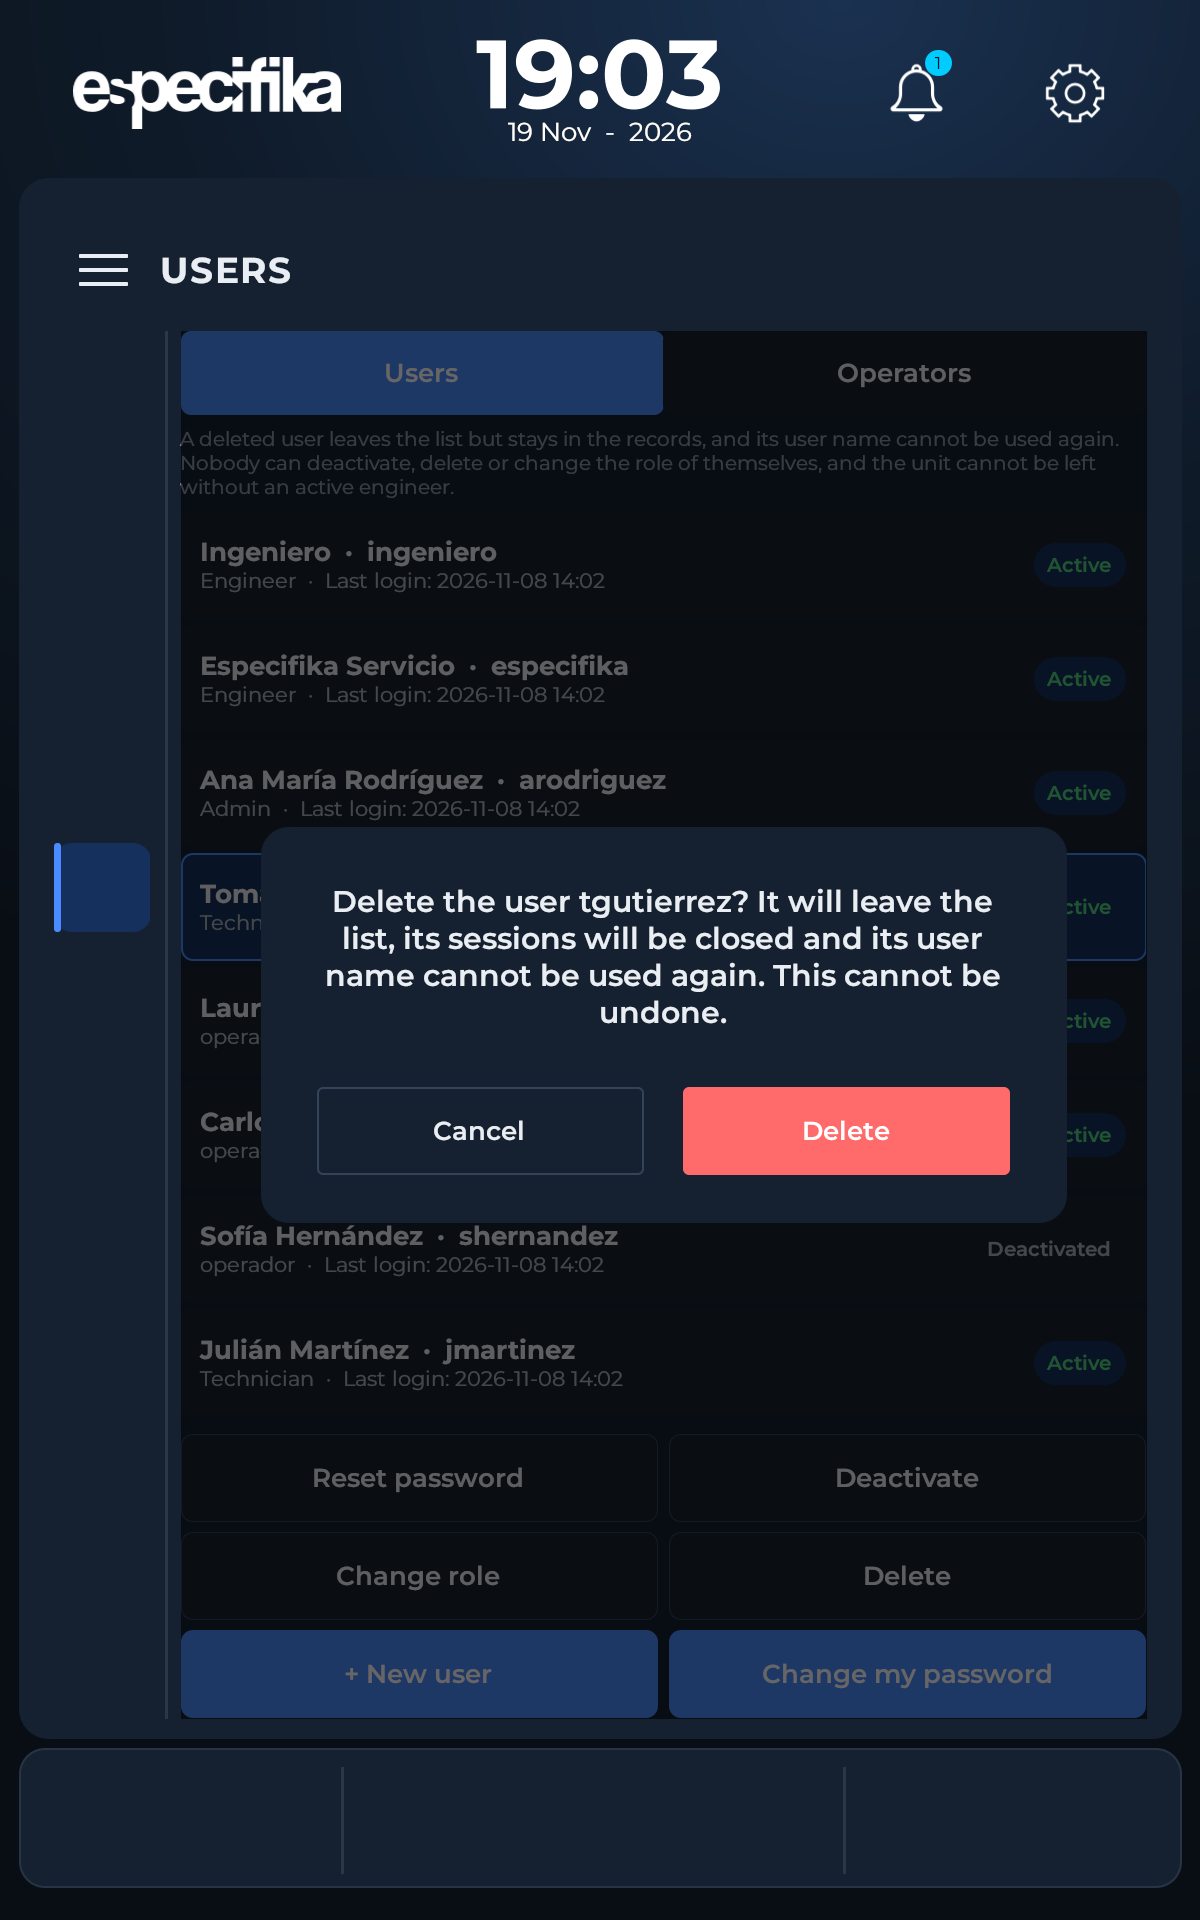 especifika
19:03
19 Nov - 2026
1
USERS
Users
Operators
A deleted user leaves the list but stays in the records, and its user name cannot be used again.
Nobody can deactivate, delete or change the role of themselves, and the unit cannot be left
without an active engineer.
Ingeniero · ingeniero
Engineer · Last login: 2026-11-08 14:02
Active
Especifika Servicio · especifika
Engineer · Last login: 2026-11-08 14:02
Active
Ana María Rodríguez · arodriguez
Admin · Last login: 2026-11-08 14:02
Active
Delete the user tgutierrez? It will leave the
list, its sessions will be closed and its user
name cannot be used again. This cannot be
undone.
Cancel
Delete
Sofía Hernández · shernandez
operador · Last login: 2026-11-08 14:02
Deactivated
Julián Martínez · jmartinez
Technician · Last login: 2026-11-08 14:02
Active
Reset password
Deactivate
Change role
Delete
+ New user
Change my password